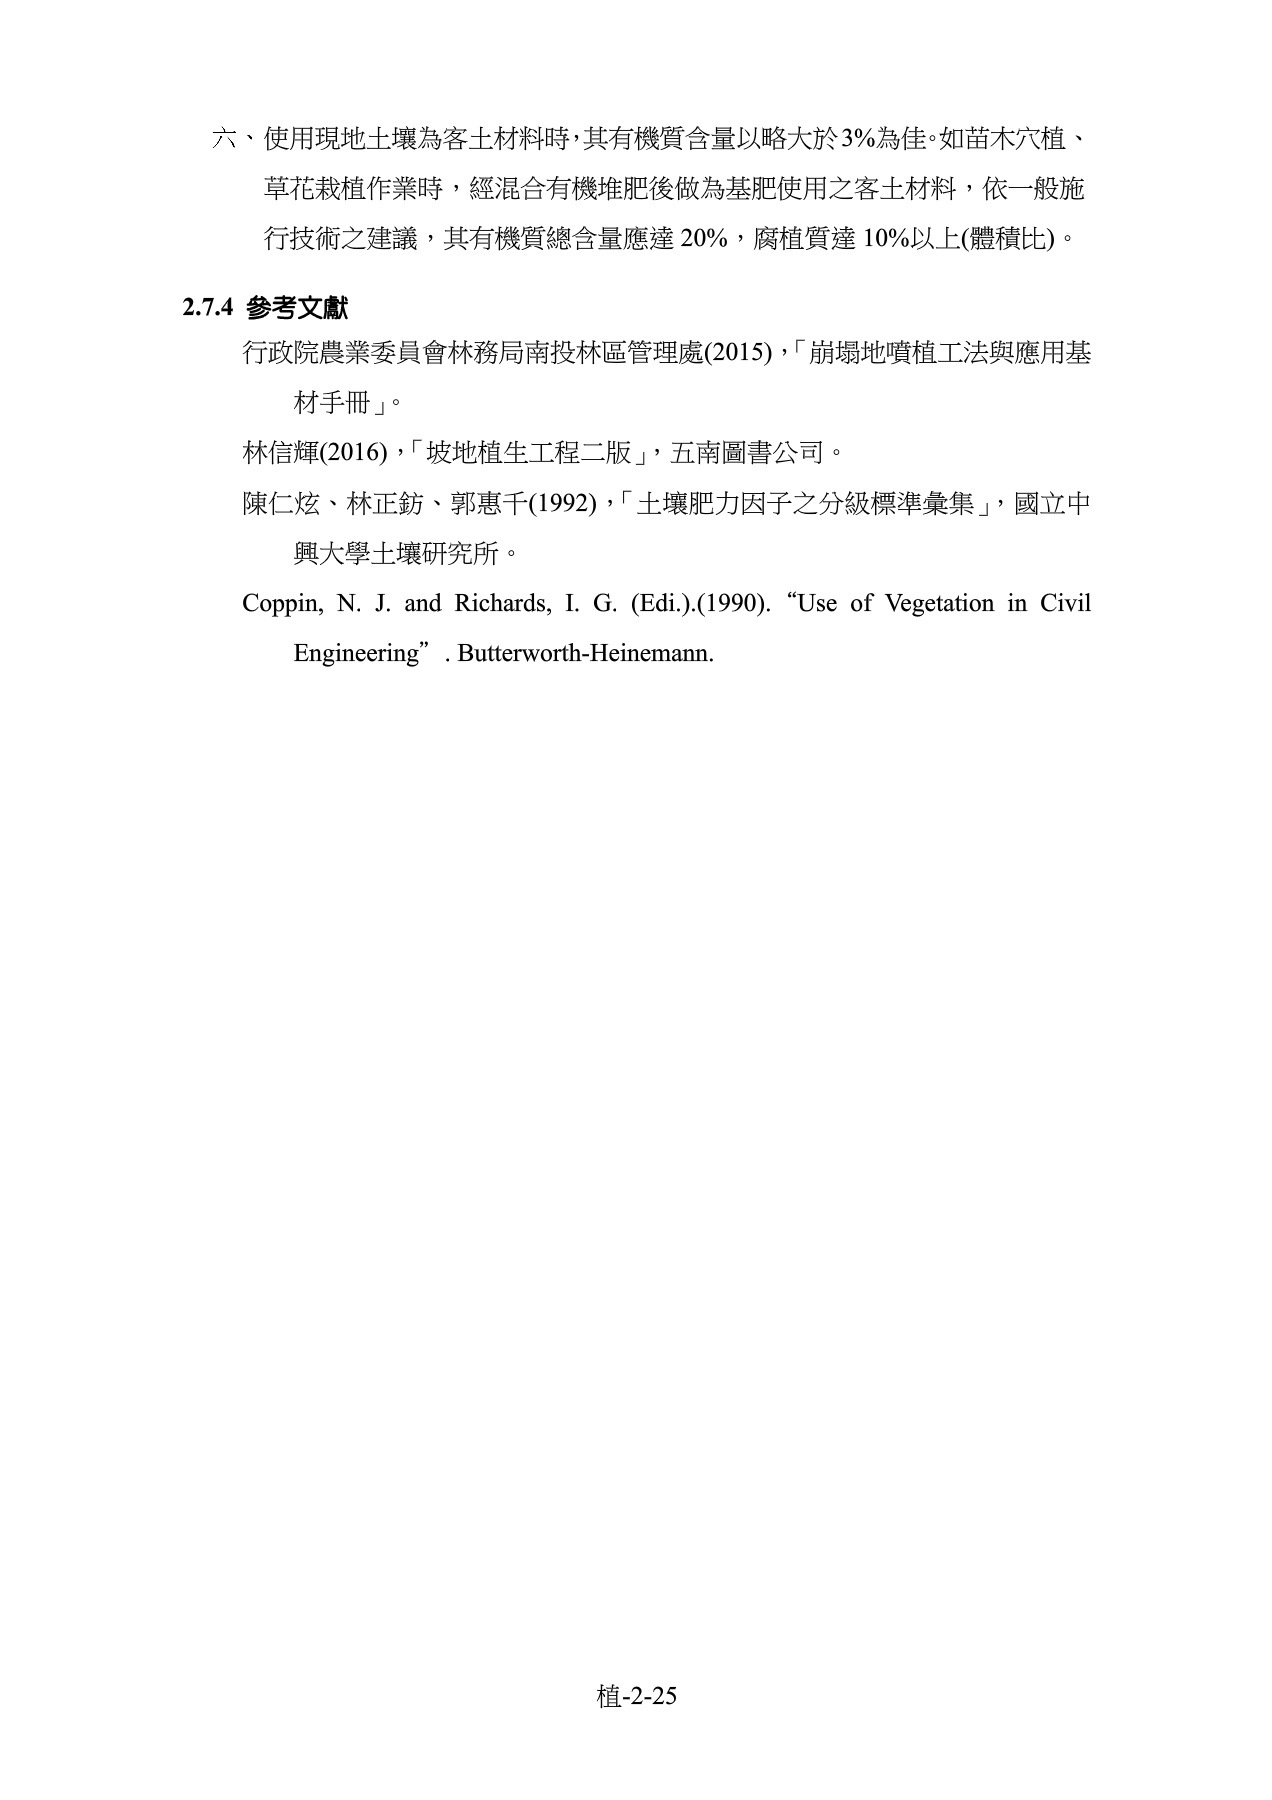 六、使用現地土壤為客土材料時，其有機質含量以略大於3%為佳。如苗木穴植、
草花栽植作業時，經混合有機堆肥後做為基肥使用之客土材料，依一般施
行技術之建議，其有機質總含量應達 20%，腐植質達 10%以上(體積比)。
2.7.4 參考文獻
行政院農業委員會林務局南投林區管理處(2015)，「崩塌地噴植工法與應用基
材手冊」。
林信輝(2016)，「坡地植生工程二版」，五南圖書公司。
陳仁炫、林正鈁、郭惠千(1992)，「土壤肥力因子之分級標準彙集」，國立中
興大學土壤研究所。
Coppin, N. J. and Richards, I. G. (Edi.).(1990).“Use of Vegetation in Civil
Engineering”. Butterworth-Heinemann.
植-2-25